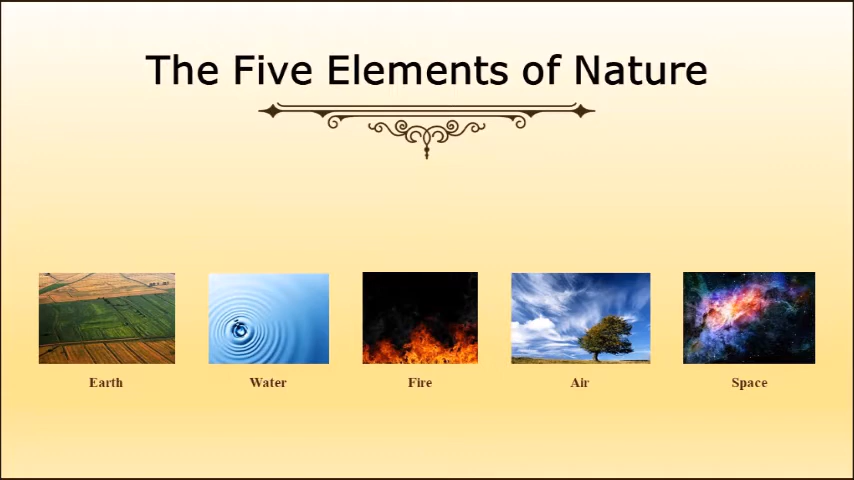 The Five Elements of Nature
Earth
Water
Fire
Air
Space